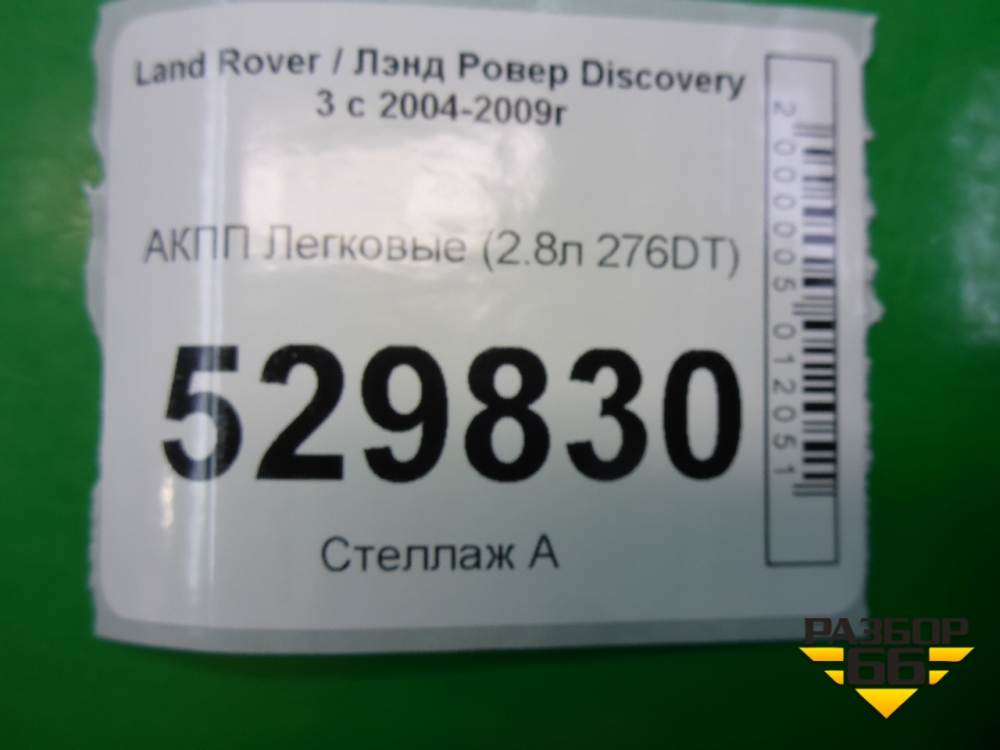 Land Rover / Лэнд Ровер Discovery
3 с 2004-2009г
АКПП Легковые (2.8л 276DT)
529830
Стеллаж А
2000005012051
РАЗБОР
66